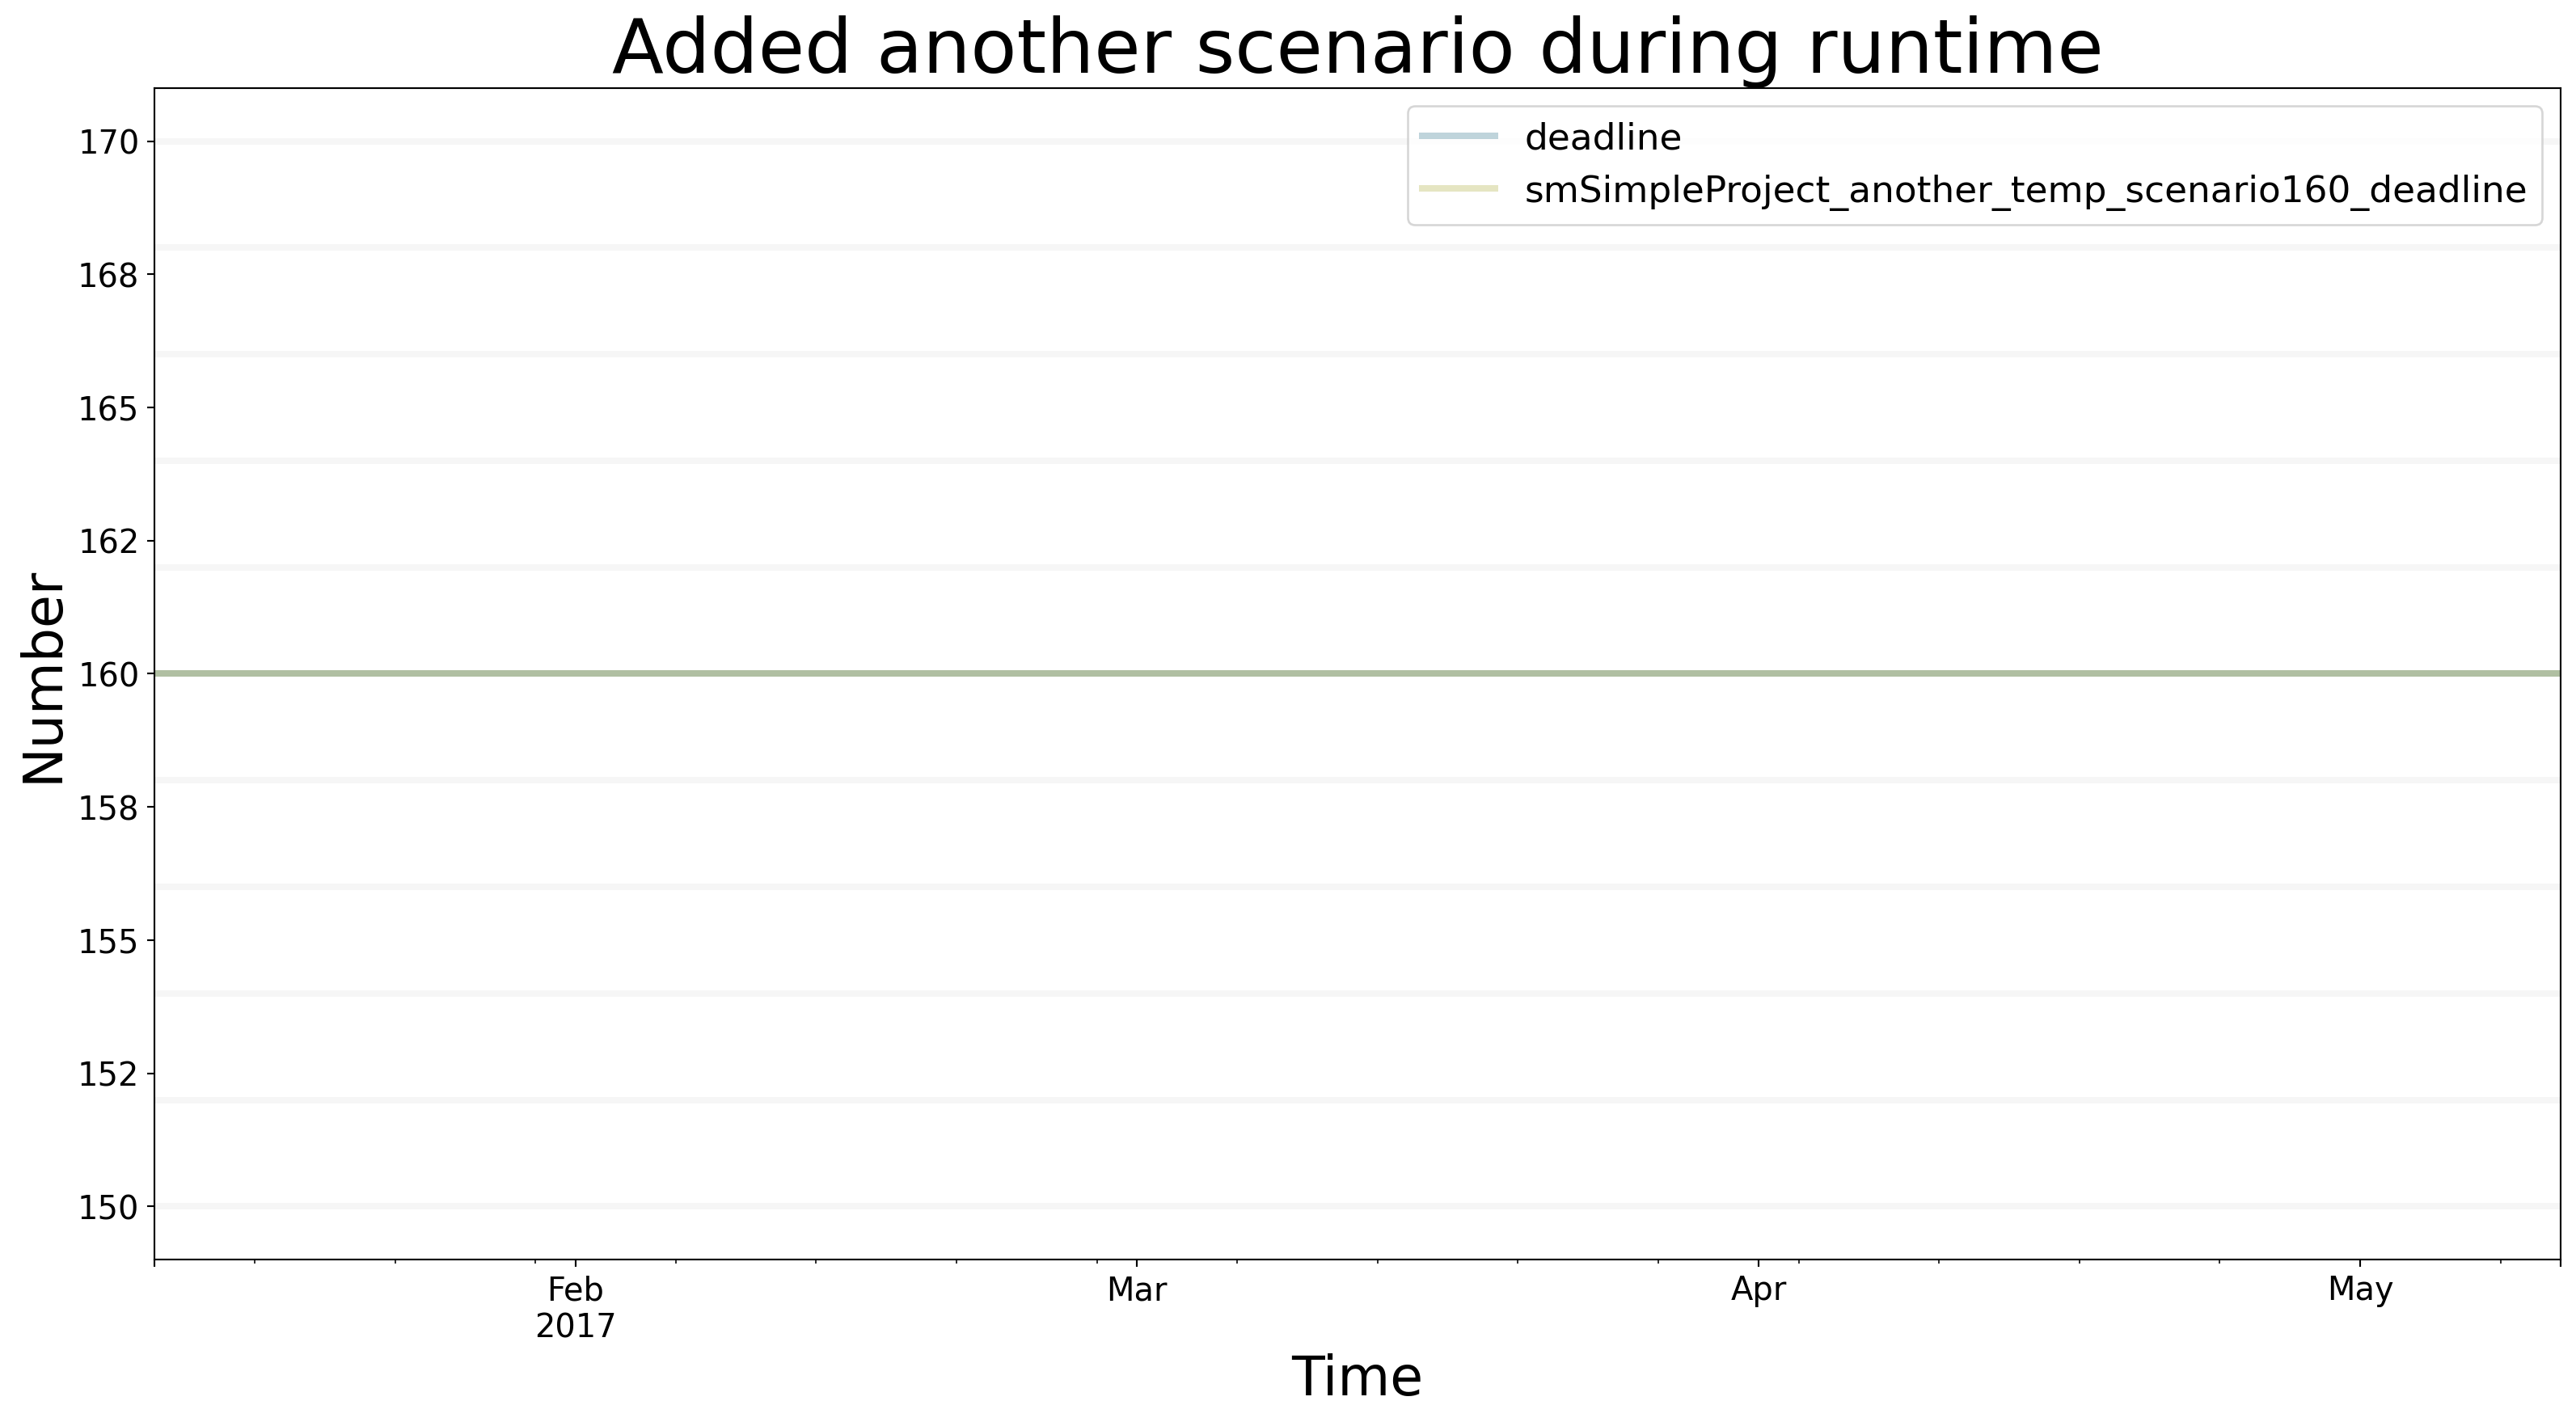 Added another scenario during runtime
deadline
smSimpleProject_another_temp_scenario160_deadline
170
168
165
162
160
158
155
152
150
Number
Feb
2017
Mar
Apr
May
Time